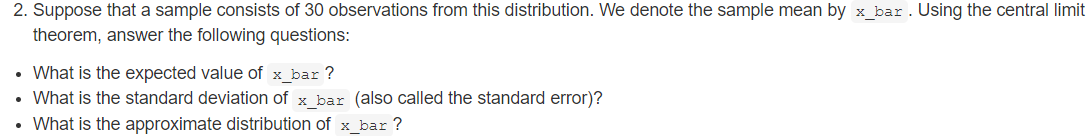 2. Suppose that a sample consists of 30 observations from this distribution. We denote the sample mean by x_bar . Using the central limit
theorem, answer the following questions:
• What is the expected value of x_bar ?
• What is the standard deviation of x_bar (also called the standard error)?
• What is the approximate distribution of x_bar ?